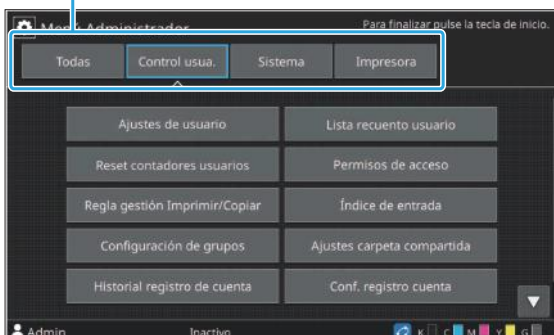 Menú Administrador
Para finalizar pulse la tecla de inicio.
Todas Control usua. Sistema Impresora
Ajustes de usuario Lista recuento usuario
Reset contadores usuarios Permisos de acceso
Regla gestión Imprimir/Copiar Índice de entrada
Configuración de grupos Ajustes carpeta compartida
Historial registro de cuenta Conf. registro cuenta
Admin Inactivo K C M Y G